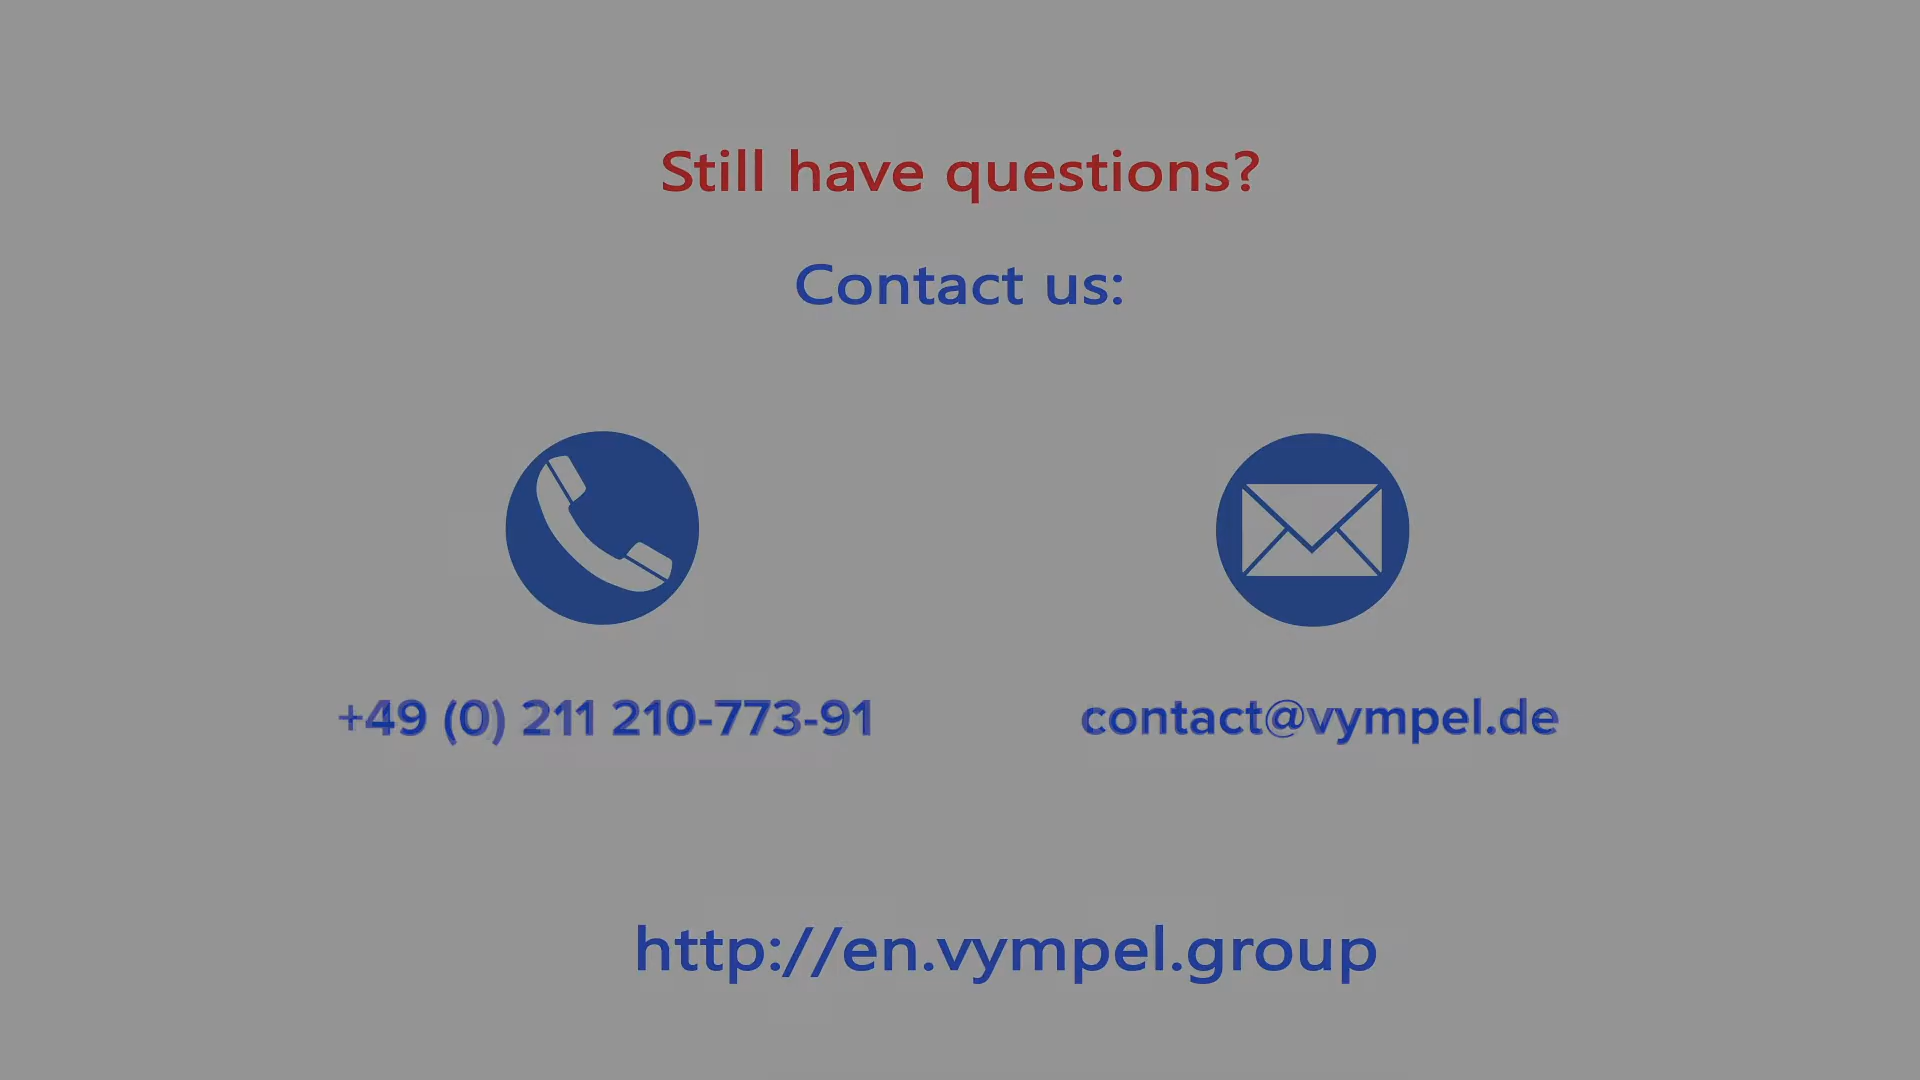 Still have questions?
Contact us:
+49 (0) 211 210-773-91
contact@vympel.de
http://en.vympel.group